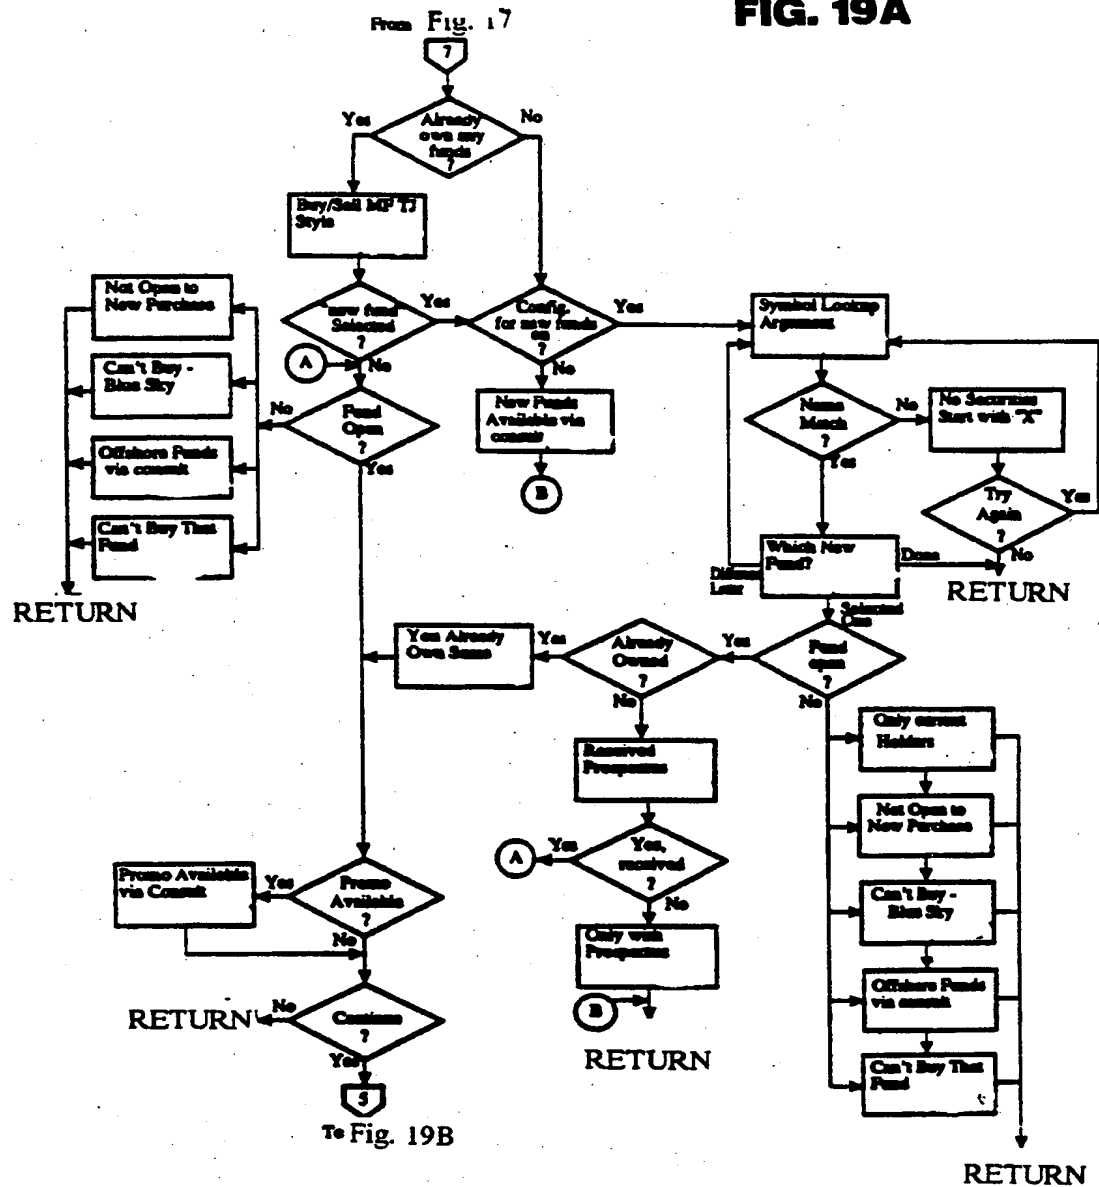 FIG. 19A
From Fig. 17
7
Already
own any
funds
?
Yes
No
Buy/Sell MF TJ
Style
new fund
Selected
?
Yes
No
A
Config.
for new funds
on
?
Yes
No
New Funds
Available via
consult
B
Fund
Open
?
No
Yes
Not Open to
New Purchase
Can't Buy -
Blue Sky
Offshore Funds
via consult
Can't Buy That
Fund
RETURN
Symbol Lookup
Argument
Name
Match
?
No
Yes
No Securities
Start with "X"
Try
Again
?
Yes
No
RETURN
Which New
Fund?
Done
Different
Letter
Selected
One
Fund
open
?
Yes
No
Already
Owned
?
Yes
No
You Already
Own Some
Received
Prospectus
Yes,
received
?
Yes
A
No
Only with
Prospectus
B
RETURN
Only current
Holders
Not Open to
New Purchase
Can't Buy -
Blue Sky
Offshore Funds
via consult
Can't Buy That
Fund
RETURN
Promo Available
via Consult
Yes
Promo
Available
?
No
Continue
?
No
RETURN
Yes
5
To Fig. 19B